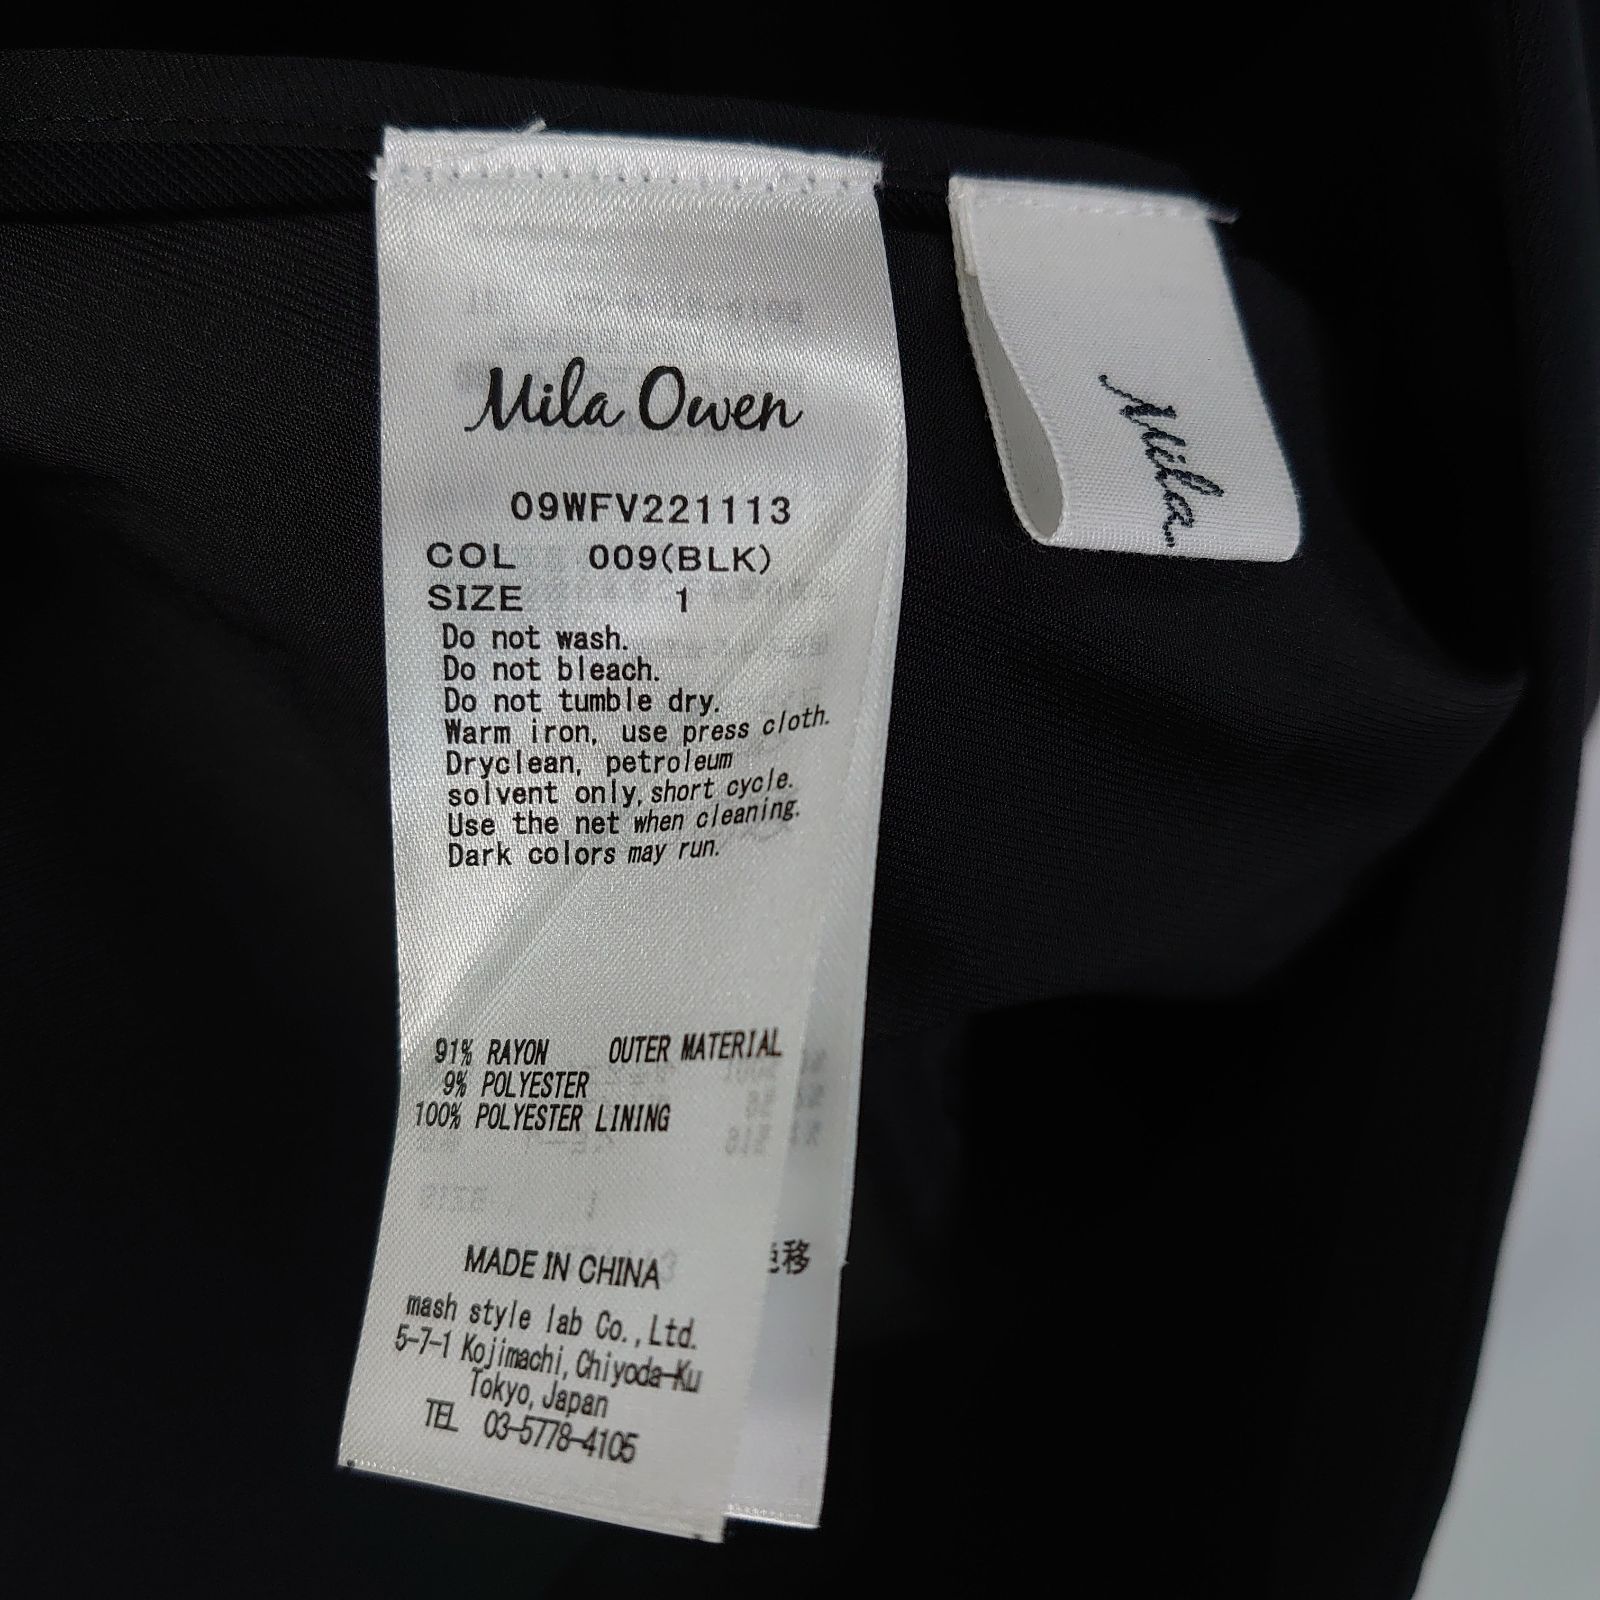 Mila Owen
09WFV221113
COL 009(BLK)
SIZE 1
Do not wash.
Do not bleach.
Do not tumble dry.
Warm iron, use press cloth.
Dryclean, petroleum
solvent only, short cycle.
Use the net when cleaning.
Dark colors may run.
91% RAYON OUTER MATERIAL
9% POLYESTER
100% POLYESTER LINING
MADE IN CHINA
mash style lab Co.,Ltd.
5-7-1 Kojimachi,Chiyoda-Ku
Tokyo,Japan
TEL 03-5778-4105
移
Mila